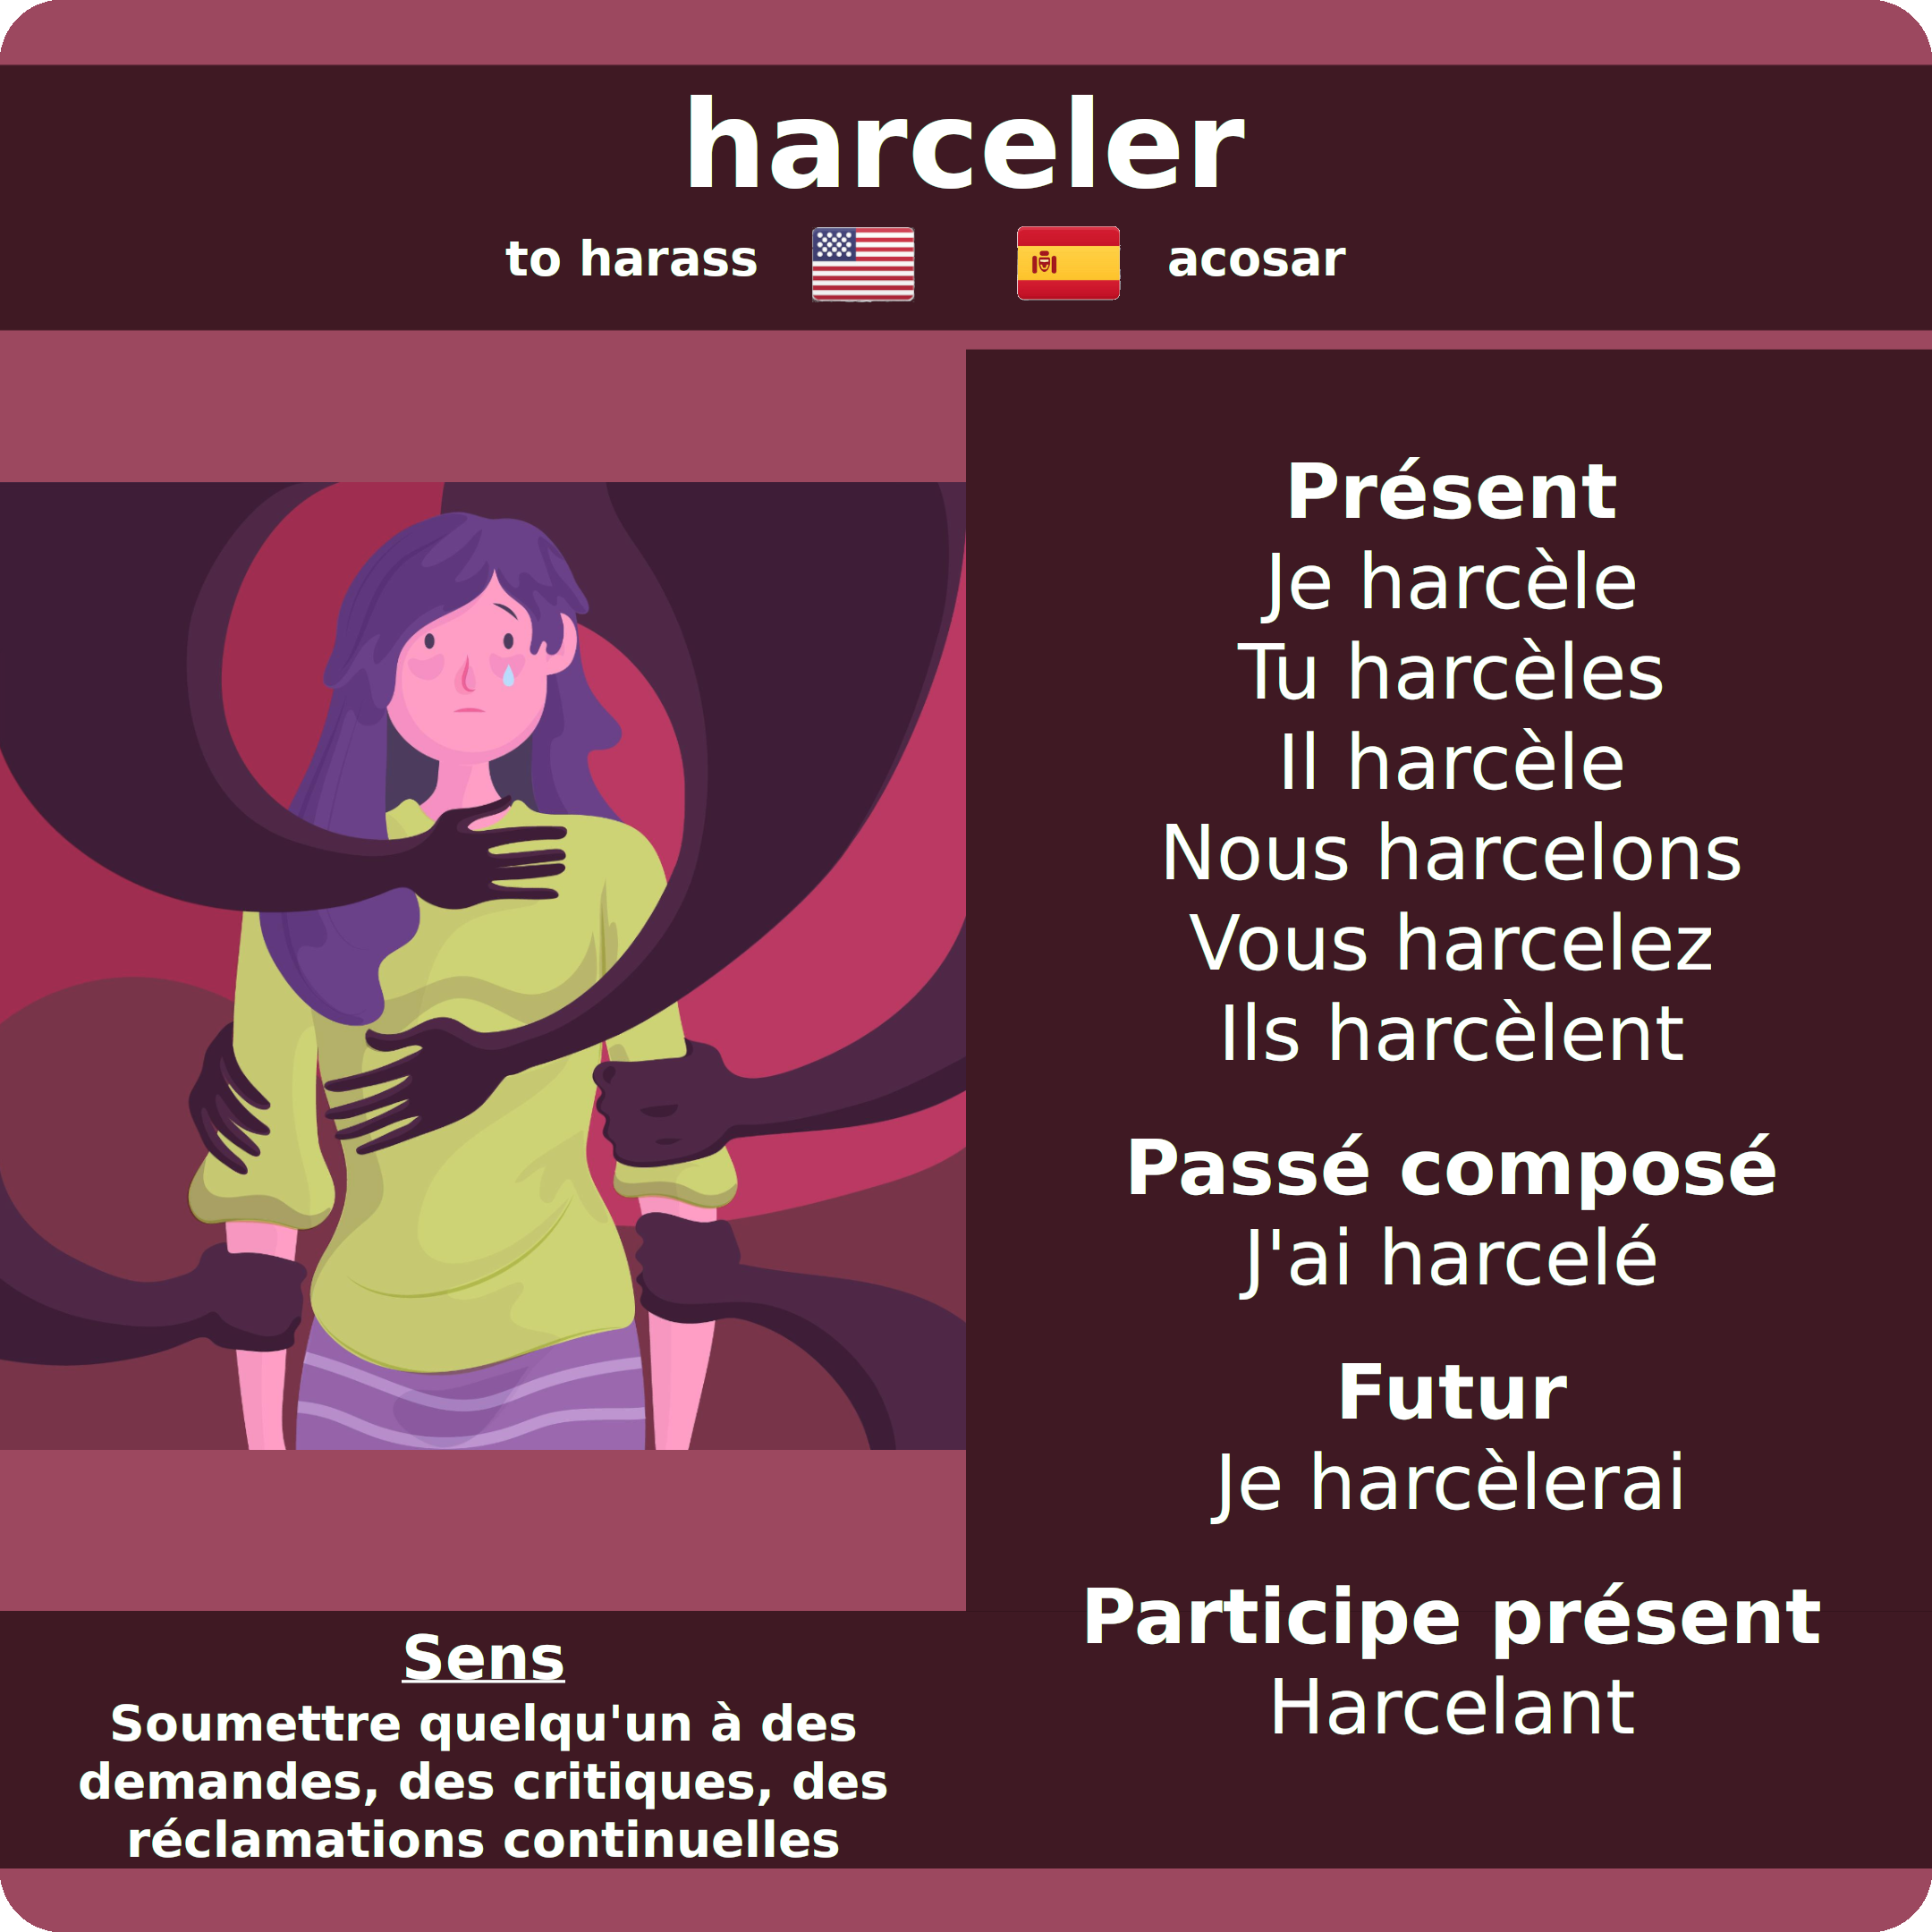 harceler
to harass
acosar
Présent
Je harcèle
Tu harcèles
Il harcèle
Nous harcelons
Vous harcelez
Ils harcèlent
Passé composé
J'ai harcelé
Futur
Je harcèlerai
Participe présent
Harcelant
Sens
Soumettre quelqu'un à des
demandes, des critiques, des
réclamations continuelles